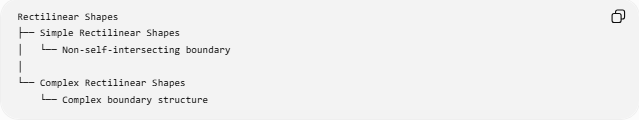 Rectilinear Shapes
├── Simple Rectilinear Shapes
│   └── Non-self-intersecting boundary
│
└── Complex Rectilinear Shapes
    └── Complex boundary structure